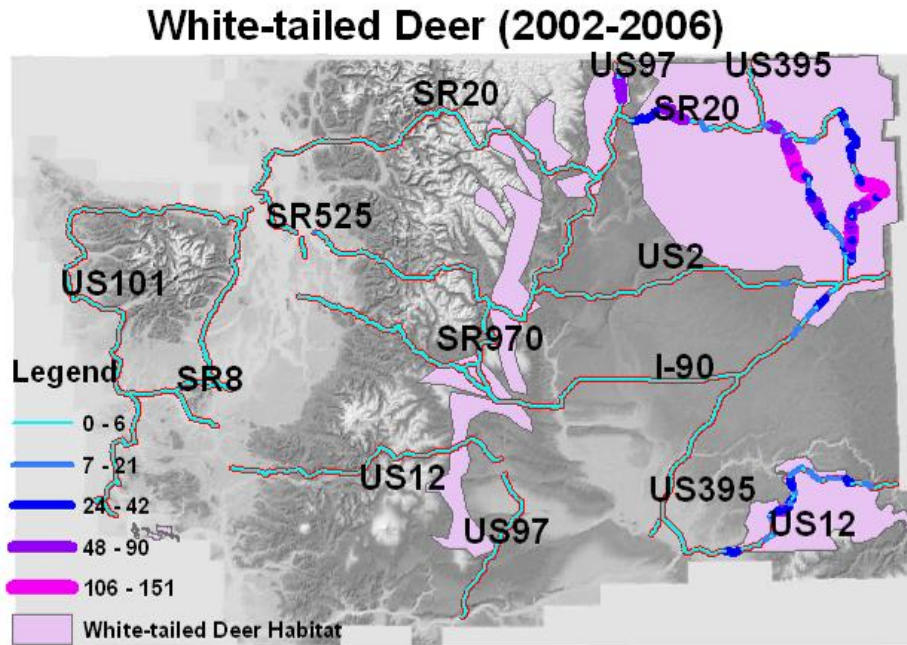 White-tailed Deer (2002-2006)
US97
US395
SR20
SR20
SR525
US2
US101
SR970
I-90
SR8
US12
US395
US12
US97
Legend
0 - 6
7 - 21
24 - 42
48 - 90
106 - 151
White-tailed Deer Habitat